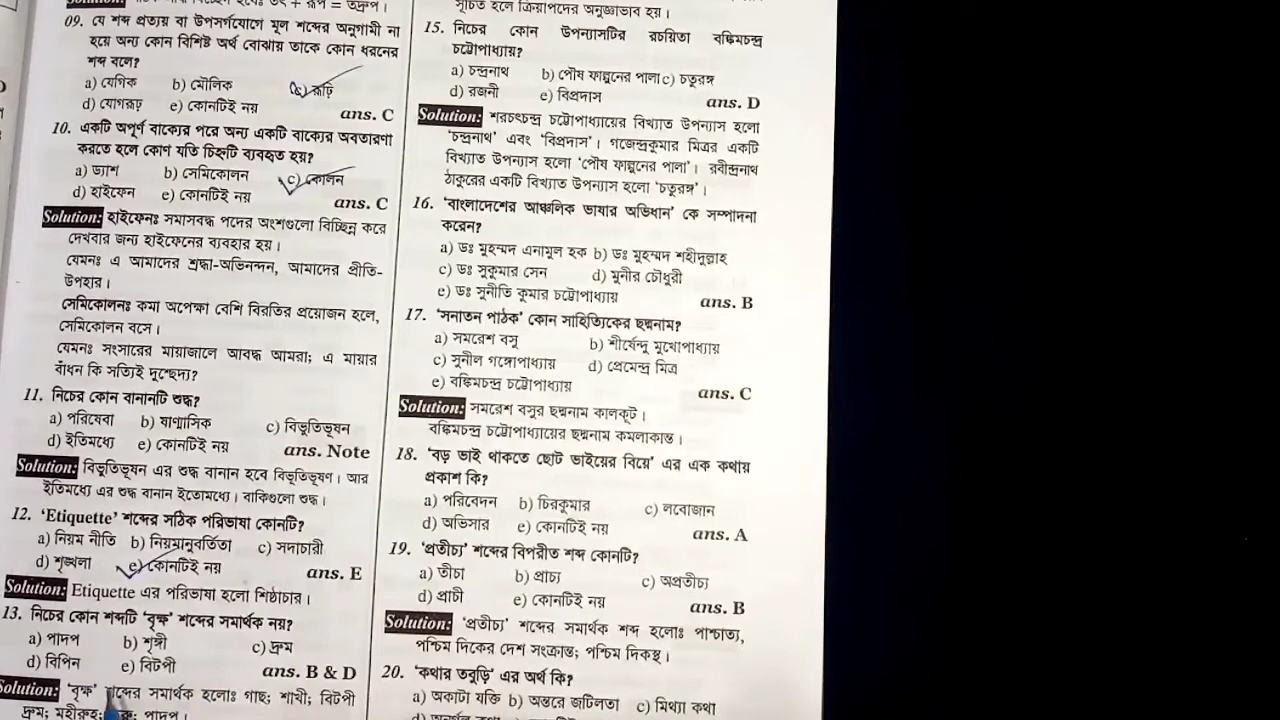 + রূপ = তদ্রূপ।
09. যে শব্দ প্রত্যয় বা উপসর্গযোগে মূল শব্দের অনুগামী না
হয়ে অন্য কোন বিশিষ্ট অর্থ বোঝায় তাকে কোন ধরনের
শব্দ বলে?
a) যেগিক b) মৌলিক c) রূঢ়ি
d) যোগরূঢ় e) কোনটিই নয় ans. C
10. একটি অপূর্ণ বাক্যের পরে অন্য একটি বাক্যের অবতারণা
করতে হলে কোণ যতি চিহ্নটি ব্যবহৃত হয়?
a) ড্যাশ b) সেমিকোলন c) কোলন
d) হাইফেন e) কোনটিই নয় ans. C
Solution: হাইফেনঃ সমাসবদ্ধ পদের অংশগুলো বিচ্ছিন্ন করে
দেখবার জন্য হাইফেনের ব্যবহার হয়।
যেমনঃ এ আমাদের শ্রদ্ধা-অভিনন্দন, আমাদের প্রীতি-
উপহার।
সেমিকোলনঃ কমা অপেক্ষা বেশি বিরতির প্রয়োজন হলে,
সেমিকোলন বসে।
যেমনঃ সংসারের মায়াজালে আবদ্ধ আমরা; এ মায়ার
বাঁধন কি সত্যিই দুচ্ছেদ্য?
11. নিচের কোন বানানটি শুদ্ধ?
a) পরিষেবা b) ষাণ্মাসিক c) বিভুতিভূষন
d) ইতিমধ্যে e) কোনটিই নয় ans. Note
Solution: বিভুতিভূষন এর শুদ্ধ বানান হবে বিভূতিভূষণ। আর
ইতিমধ্যে এর শুদ্ধ বানান ইতোমধ্যে। বাকিগুলো শুদ্ধ।
12. ‘Etiquette’ শব্দের সঠিক পরিভাষা কোনটি?
a) নিয়ম নীতি b) নিয়মানুবর্তিতা c) সদাচারী
d) শৃঙ্খলা e) কোনটিই নয় ans. E
Solution: Etiquette এর পরিভাষা হলো শিষ্ঠাচার।
13. নিচের কোন শব্দটি ‘বৃক্ষ’ শব্দের সমার্থক নয়?
a) পাদপ b) শৃঙ্গী c) দ্রুম
d) বিপিন e) বিটপী ans. B & D
Solution: ‘বৃক্ষ’ শব্দের সমার্থক হলোঃ গাছ; শাখী; বিটপী
দ্রুম; মহীরুহ; তরু; পাদপ।
সূচিত হলে ক্রিয়াপদের অনুজ্ঞাভাব হয়।
15. নিচের কোন উপন্যাসটির রচয়িতা বঙ্কিমচন্দ্র
চট্টোপাধ্যায়?
a) চন্দ্রনাথ b) পৌষ ফাল্গুনের পালা c) চতুরঙ্গ
d) রজনী e) বিপ্রদাস ans. D
Solution: শরচৎচন্দ্র চট্টোপাধ্যায়ের বিখ্যাত উপন্যাস হলো
‘চন্দ্রনাথ’ এবং ‘বিপ্রদাস’। গজেন্দ্রকুমার মিত্রর একটি
বিখ্যাত উপন্যাস হলো ‘পৌষ ফাল্গুনের পালা’। রবীন্দ্রনাথ
ঠাকুরের একটি বিখ্যাত উপন্যাস হলো ‘চতুরঙ্গ’।
16. ‘বাংলাদেশের আঞ্চলিক ভাষার অভিধান’ কে সম্পাদনা
করেন?
a) ডঃ মুহম্মদ এনামুল হক b) ডঃ মুহম্মদ শহীদুল্লাহ
c) ডঃ সুকুমার সেন d) মুনীর চৌধুরী
e) ডঃ সুনীতি কুমার চট্টোপাধ্যায় ans. B
17. ‘সনাতন পাঠক’ কোন সাহিত্যিকের ছদ্মনাম?
a) সমরেশ বসু b) শীর্ষেন্দু মুখোপাধ্যায়
c) সুনীল গঙ্গোপাধ্যায় d) প্রেমেন্দ্র মিত্র
e) বঙ্কিমচন্দ্র চট্টোপাধ্যায় ans. C
Solution: সমরেশ বসুর ছদ্মনাম কালকূট।
বঙ্কিমচন্দ্র চট্টোপাধ্যায়ের ছদ্মনাম কমলাকান্ত।
18. ‘বড় ভাই থাকতে ছোট ভাইয়ের বিয়ে’ এর এক কথায়
প্রকাশ কি?
a) পরিবেদন b) চিরকুমার c) লবোজান
d) অভিসার e) কোনটিই নয় ans. A
19. ‘প্রতীচ্য’ শব্দের বিপরীত শব্দ কোনটি?
a) তীচা b) প্রাচ্য c) অপ্রতীচ্য
d) প্রাচী e) কোনটিই নয় ans. B
Solution: ‘প্রতীচ্য’ শব্দের সমার্থক শব্দ হলোঃ পাশ্চাত্য,
পশ্চিম দিকের দেশ সংক্রান্ত; পশ্চিম দিকস্থ।
20. ‘কথার তবুড়ি’ এর অর্থ কি?
a) অকাট্য যক্তি b) অন্তরে জটিলতা c) মিথ্যা কথা